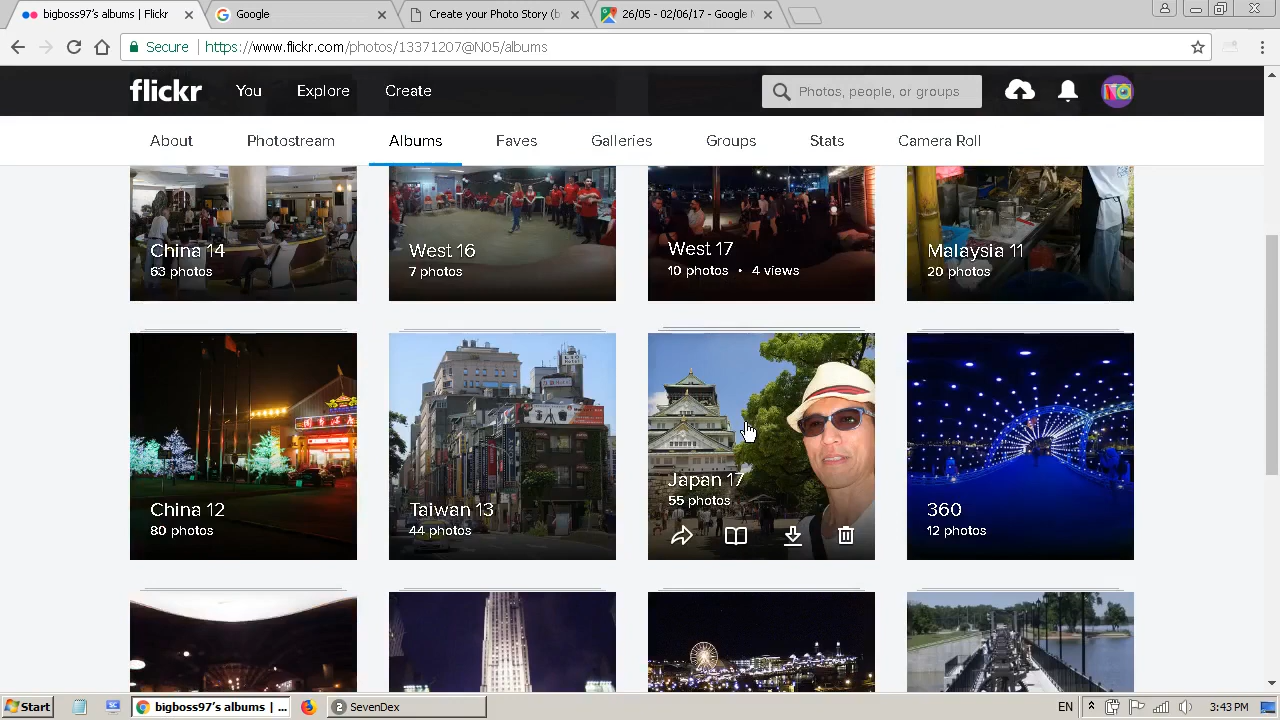 bigboss97's albums | Flickr
Google
Create your Photo Story (b
26/05 - 02/06/17 - Google M
Secure
https://www.flickr.com/photos/13371207@N05/albums
flickr
You
Explore
Create
Photos, people, or groups
About
Photostream
Albums
Faves
Galleries
Groups
Stats
Camera Roll
China 14
63 photos
West 16
7 photos
West 17
10 photos • 4 views
Malaysia 11
20 photos
China 12
80 photos
Taiwan 13
44 photos
Japan 17
55 photos
360
12 photos
Start
bigboss97's albums | ...
2
SevenDex
EN
3:43 PM